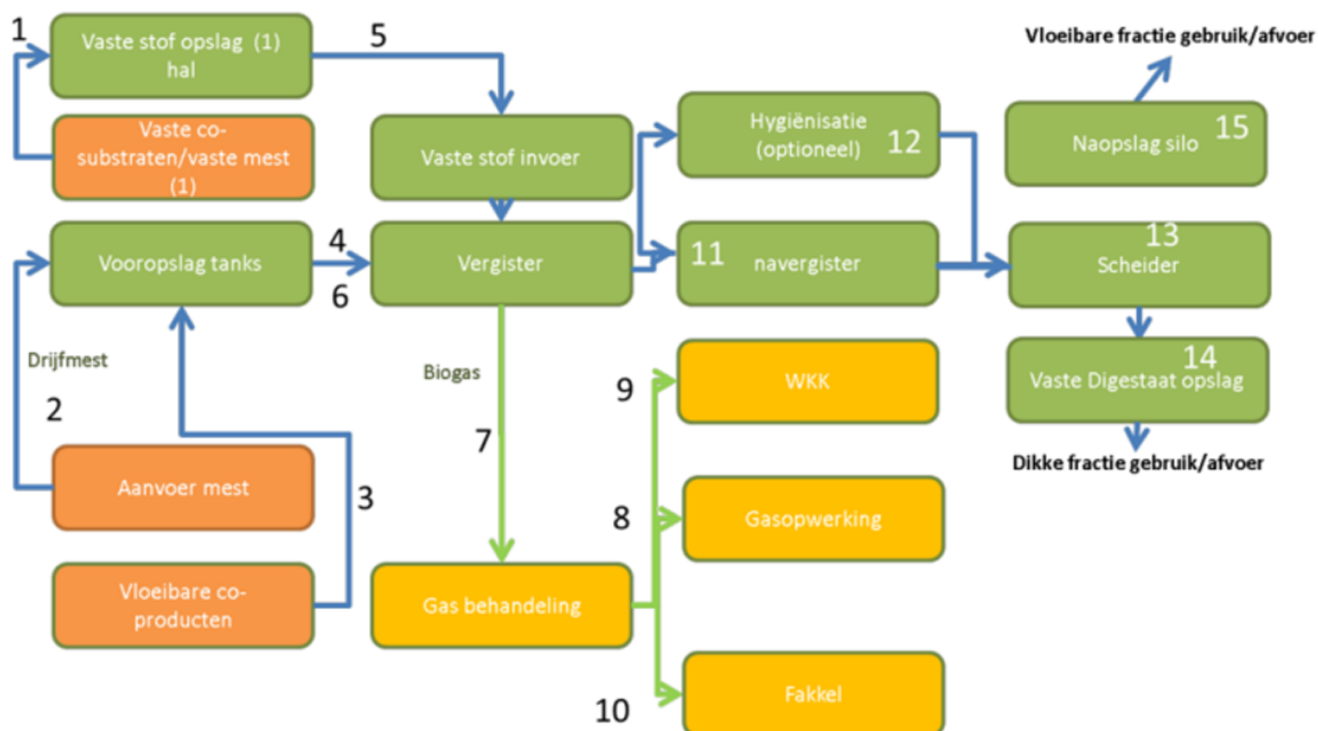 1
Vaste stof opslag (1)
hal
5
Vaste co-
substraten/vaste mest
(1)
Vaste stof invoer
Vooropslag tanks
4
6
Vergister
Drijfmest
2
Aanvoer mest
3
Vloeibare co-
producten
Biogas
7
Gas behandeling
Hygiënisatie
(optioneel)
12
11
navergister
9
WKK
8
Gasopwerking
10
Fakkel
Vloeibare fractie gebruik/afvoer
15
Naopslag silo
13
Scheider
14
Vaste Digestaat opslag
Dikke fractie gebruik/afvoer